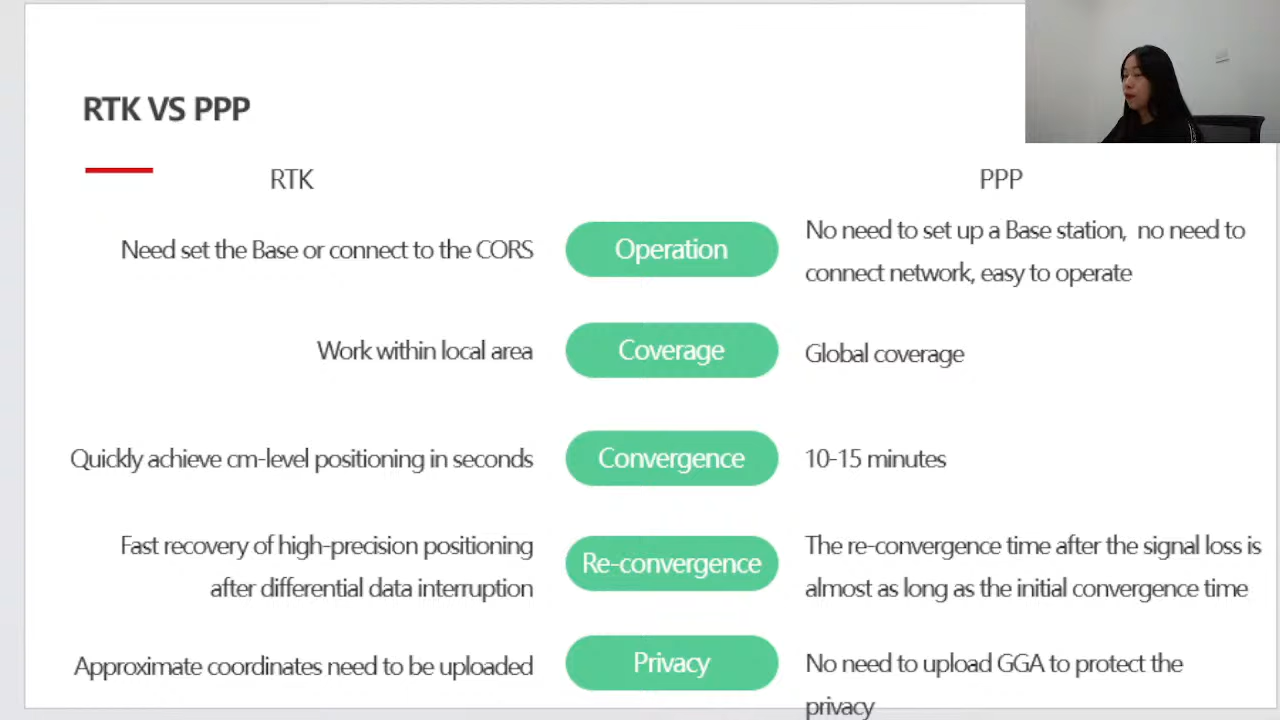 RTK VS PPP
RTK
PPP
Need set the Base or connect to the CORS
Operation
No need to set up a Base station, no need to
connect network, easy to operate
Work within local area
Coverage
Global coverage
Quickly achieve cm-level positioning in seconds
Convergence
10-15 minutes
Fast recovery of high-precision positioning
after differential data interruption
Re-convergence
The re-convergence time after the signal loss is
almost as long as the initial convergence time
Approximate coordinates need to be uploaded
Privacy
No need to upload GGA to protect the
privacy